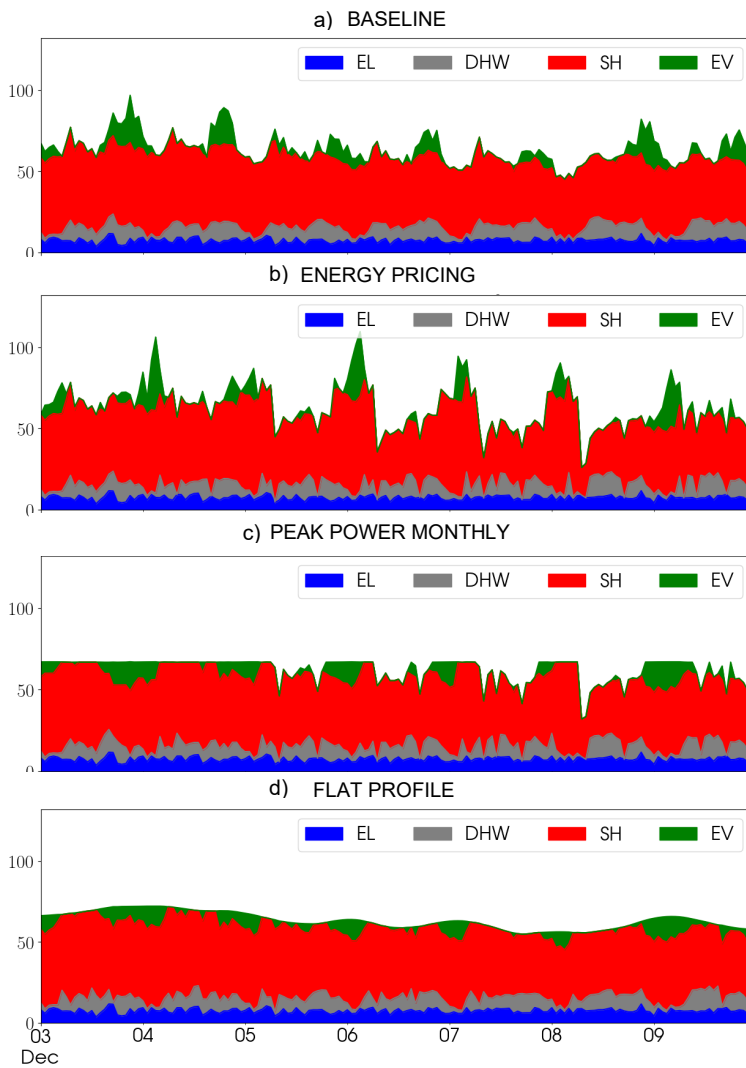 a) BASELINE
EL DHW SH EV
100
50
0
b) ENERGY PRICING
EL DHW SH EV
100
50
0
c) PEAK POWER MONTHLY
EL DHW SH EV
100
50
0
d) FLAT PROFILE
EL DHW SH EV
100
50
0
03 04 05 06 07 08 09
Dec